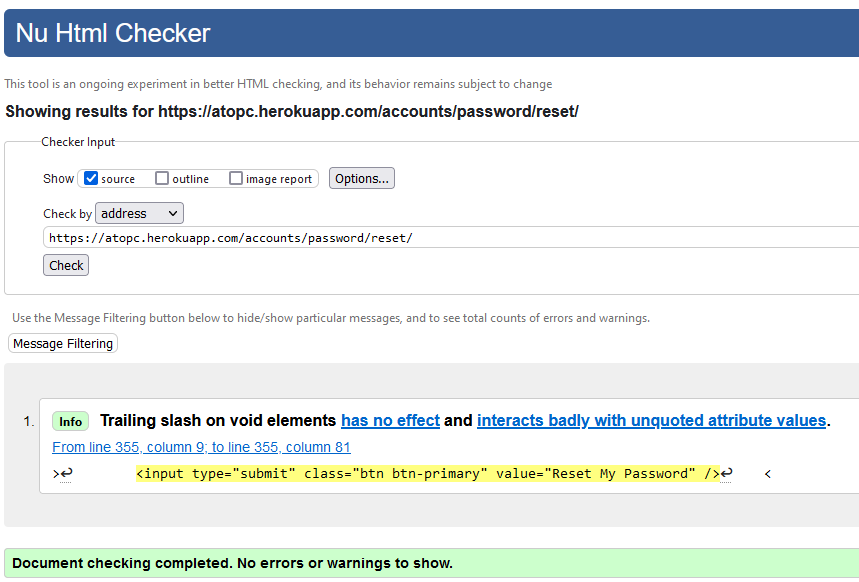 Nu Html Checker
This tool is an ongoing experiment in better HTML checking, and its behavior remains subject to change
Showing results for https://atopc.herokuapp.com/accounts/password/reset/
Checker Input
Show source outline image report Options...
Check by address
https://atopc.herokuapp.com/accounts/password/reset/
Check
Use the Message Filtering button below to hide/show particular messages, and to see total counts of errors and warnings.
Message Filtering
1. Info Trailing slash on void elements has no effect and interacts badly with unquoted attribute values.
From line 355, column 9; to line 355, column 81
>↩ <input type="submit" class="btn btn-primary" value="Reset My Password" />↩ <
Document checking completed. No errors or warnings to show.